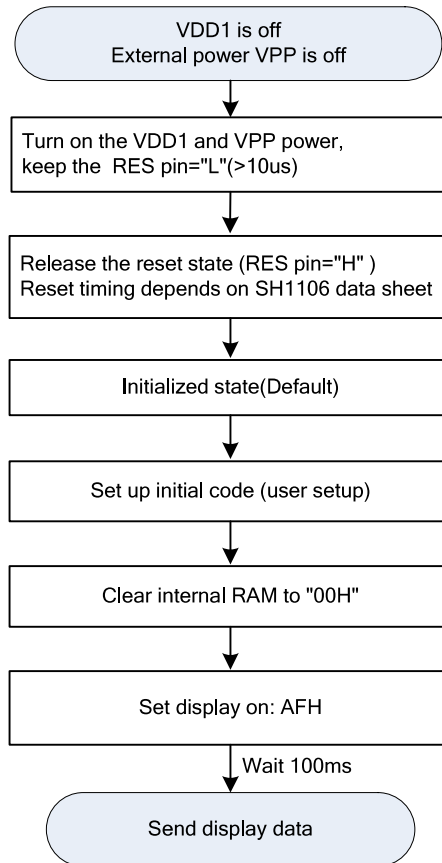 VDD1 is off
External power VPP is off
Turn on the VDD1 and VPP power,
keep the RES pin="L"(>10us)
Release the reset state (RES pin="H" )
Reset timing depends on SH1106 data sheet
Initialized state(Default)
Set up initial code (user setup)
Clear internal RAM to "00H"
Set display on: AFH
Wait 100ms
Send display data